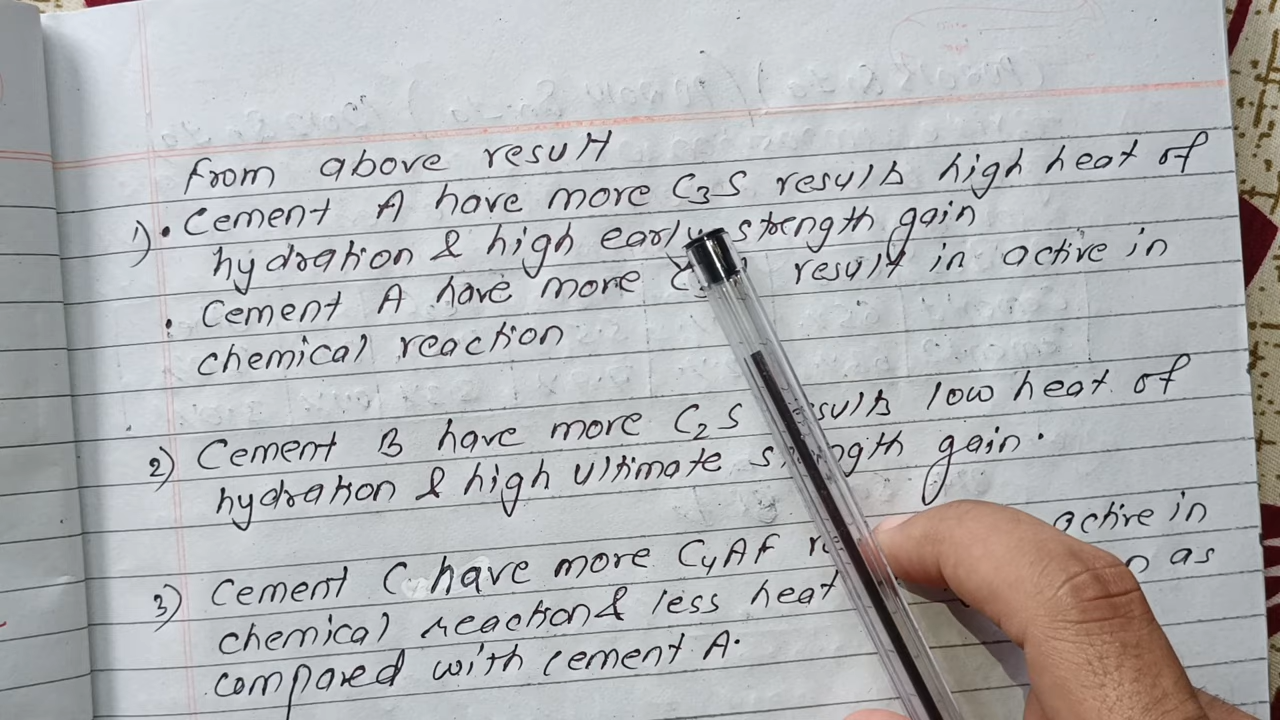 from above result
1) • Cement A have more C3S results high heat of
hydration & high early strength gain
• Cement A have more result in active in
chemical reaction
2) Cement B have more C2S results low heat of
hydration & high ultimate strength gain.
3) Cement C have more C4AF active in
chemical reaction & less heat as
compared with cement A.